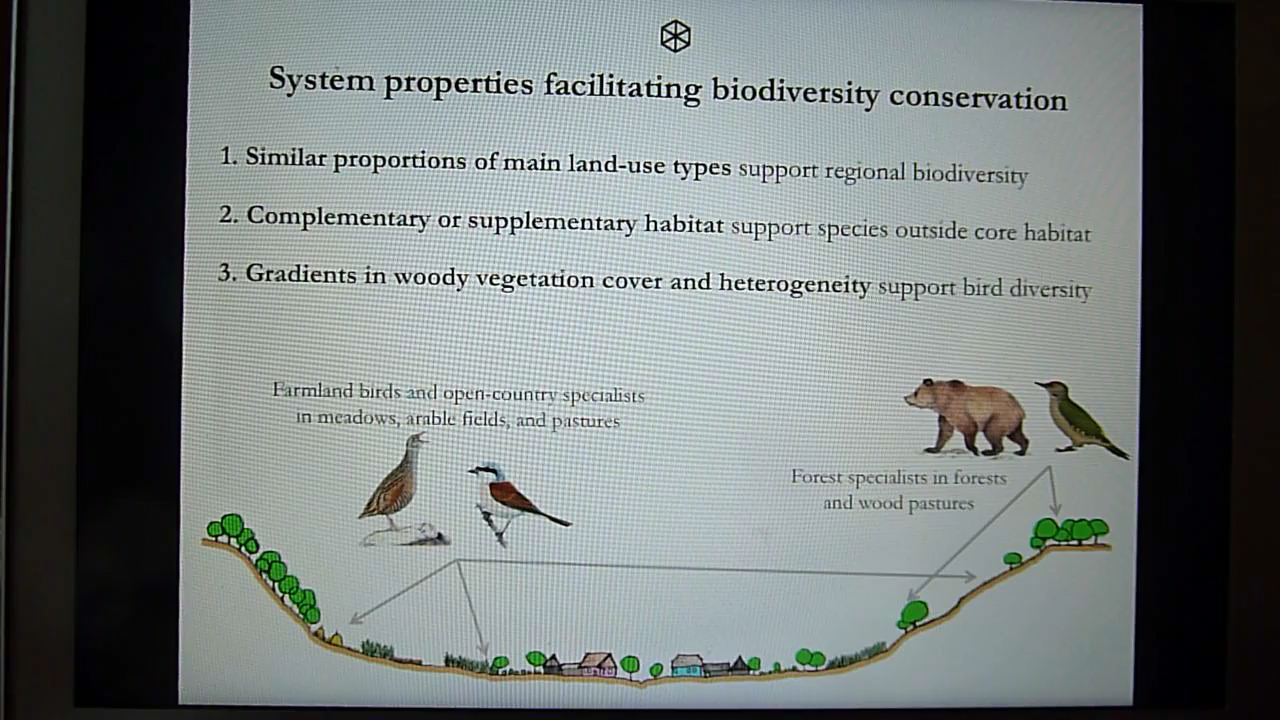 System properties facilitating biodiversity conservation
1. Similar proportions of main land-use types support regional biodiversity
2. Complementary or supplementary habitat support species outside core habitat
3. Gradients in woody vegetation cover and heterogeneity support bird diversity
Farmland birds and open-country specialists
in meadows, arable fields, and pastures
Forest specialists in forests
and wood pastures